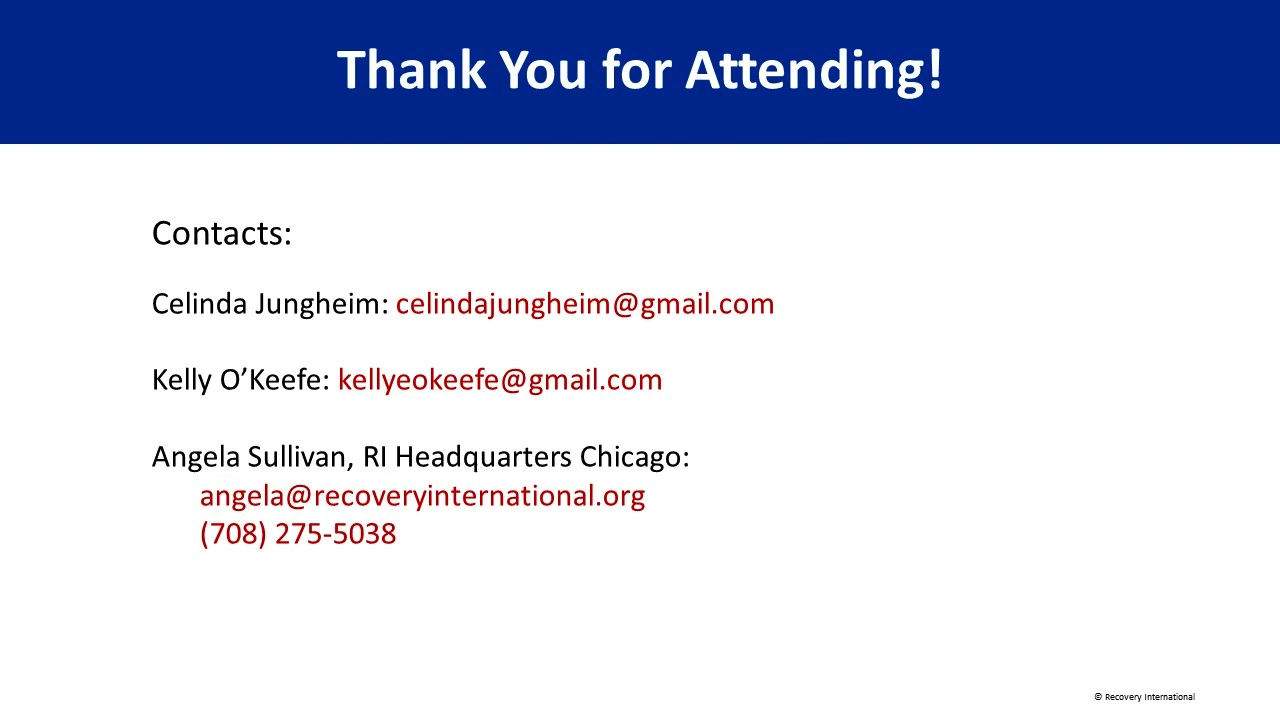 Thank You for Attending!
Contacts:
Celinda Jungheim: celindajungheim@gmail.com
Kelly O’Keefe: kellyeokeefe@gmail.com
Angela Sullivan, RI Headquarters Chicago:
angela@recoveryinternational.org
(708) 275-5038
© Recovery International